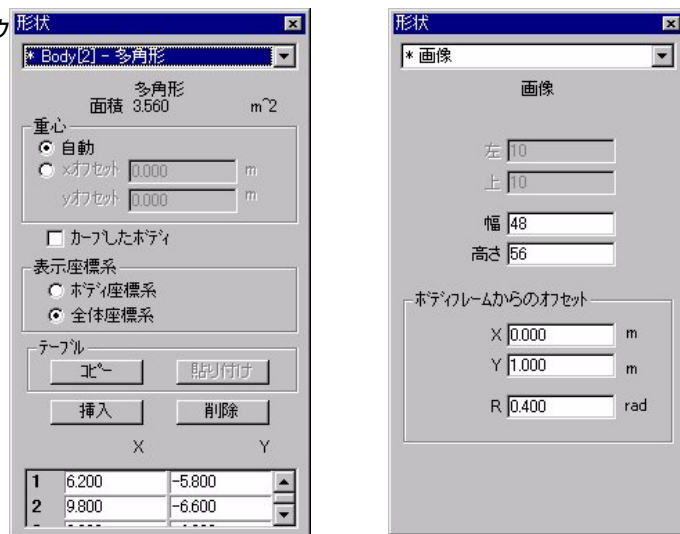 ウ
形状
* Body[2] - 多角形
多角形
面積 3.560 m^2
重心
自動
xオフセット 0.000 m
yオフセット 0.000 m
カーブしたボディ
表示座標系
ボディ座標系
全体座標系
テーブル
コピー 貼り付け
挿入 削除
X Y
1 6.200 -5.800
2 9.800 -6.600
形状
* 画像
画像
左 10
上 10
幅 48
高さ 56
ボディフレームからのオフセット
X 0.000 m
Y 1.000 m
R 0.400 rad